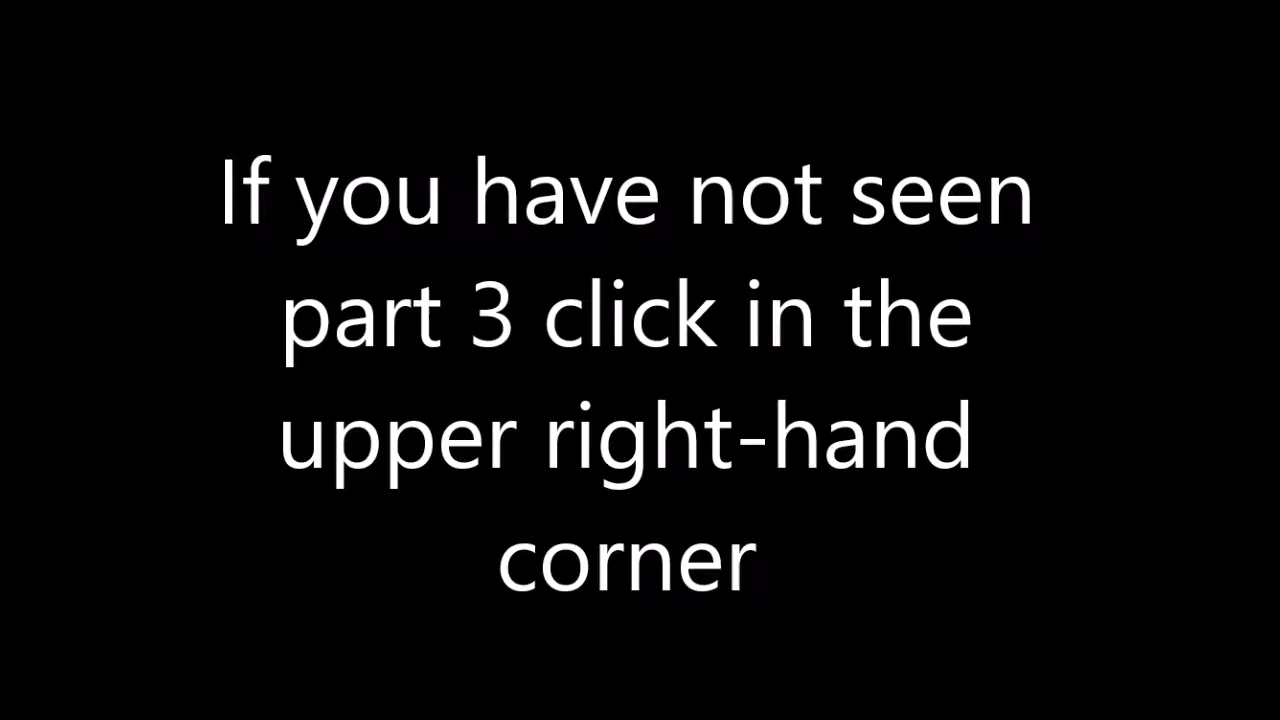 If you have not seen
part 3 click in the
upper right-hand
corner